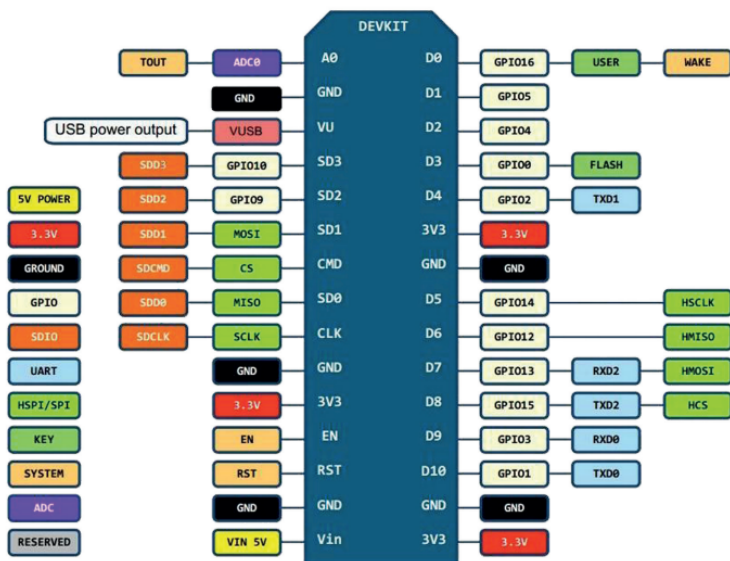 DEVKIT
TOUT ADC0 A0 D0 GPIO16 USER WAKE
GND GND D1 GPIO5
USB power output VUSB VU D2 GPIO4
SDD3 GPIO10 SD3 D3 GPIO0 FLASH
5V POWER SDD2 GPIO9 SD2 D4 GPIO2 TXD1
3.3V SDD1 MOSI SD1 3V3 3.3V
GROUND SDCMD CS CMD GND GND
GPIO SDD0 MISO SD0 D5 GPIO14 HSCLK
SDIO SDCLK SCLK CLK D6 GPIO12 HMISO
UART GND GND D7 GPIO13 RXD2 HMOSI
HSPI/SPI 3.3V 3V3 D8 GPIO15 TXD2 HCS
KEY EN EN D9 GPIO3 RXD0
SYSTEM RST RST D10 GPIO1 TXD0
ADC GND GND GND GND
RESERVED VIN 5V Vin 3V3 3.3V